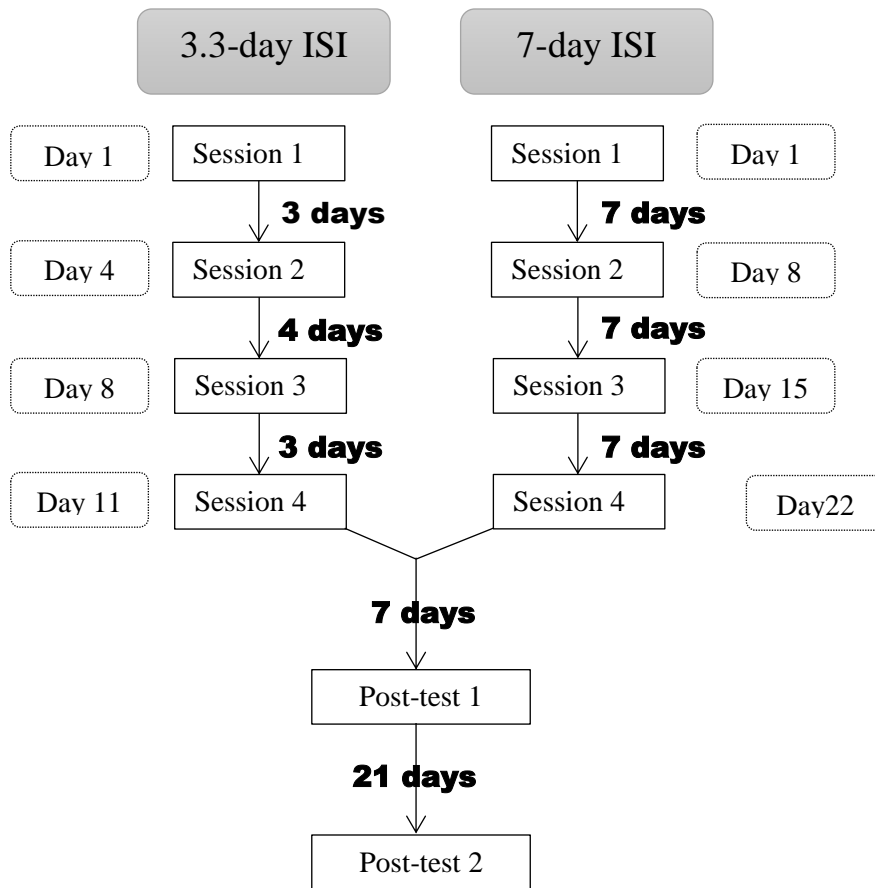 3.3-day ISI
7-day ISI
Day 1
Session 1
Session 1
Day 1
3 days
7 days
Day 4
Session 2
Session 2
Day 8
4 days
7 days
Day 8
Session 3
Session 3
Day 15
3 days
7 days
Day 11
Session 4
Session 4
Day22
7 days
Post-test 1
21 days
Post-test 2